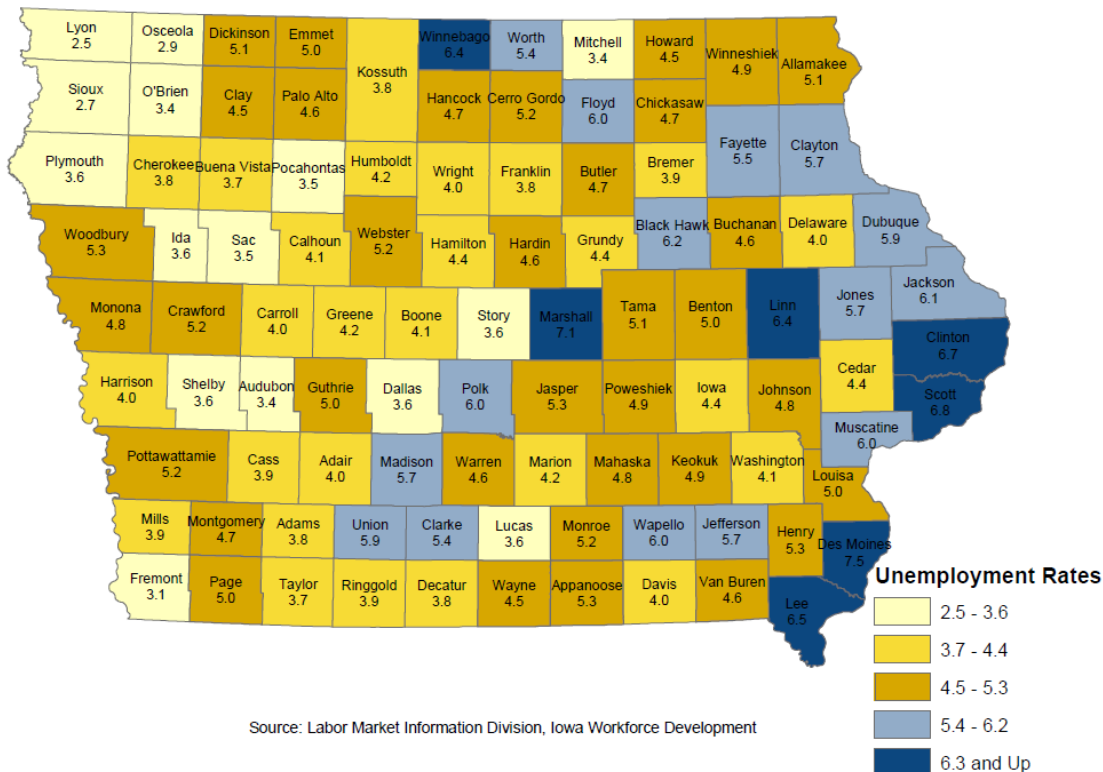 Lyon
2.5
Osceola
2.9
Dickinson
5.1
Emmet
5.0
Kossuth
3.8
Winnebago
6.4
Worth
5.4
Mitchell
3.4
Howard
4.5
Winneshiek
4.9
Allamakee
5.1
Sioux
2.7
O'Brien
3.4
Clay
4.5
Palo Alto
4.6
Hancock
4.7
Cerro Gordo
5.2
Floyd
6.0
Chickasaw
4.7
Fayette
5.5
Clayton
5.7
Plymouth
3.6
Cherokee
3.8
Buena Vista
3.7
Pocahontas
3.5
Humboldt
4.2
Wright
4.0
Franklin
3.8
Butler
4.7
Bremer
3.9
Woodbury
5.3
Ida
3.6
Sac
3.5
Calhoun
4.1
Webster
5.2
Hamilton
4.4
Hardin
4.6
Grundy
4.4
Black Hawk
6.2
Buchanan
4.6
Delaware
4.0
Dubuque
5.9
Monona
4.8
Crawford
5.2
Carroll
4.0
Greene
4.2
Boone
4.1
Story
3.6
Marshall
7.1
Tama
5.1
Benton
5.0
Linn
6.4
Jones
5.7
Jackson
6.1
Clinton
6.7
Harrison
4.0
Shelby
3.6
Audubon
3.4
Guthrie
5.0
Dallas
3.6
Polk
6.0
Jasper
5.3
Poweshiek
4.9
Iowa
4.4
Johnson
4.8
Cedar
4.4
Scott
6.8
Muscatine
6.0
Pottawattamie
5.2
Cass
3.9
Adair
4.0
Madison
5.7
Warren
4.6
Marion
4.2
Mahaska
4.8
Keokuk
4.9
Washington
4.1
Louisa
5.0
Mills
3.9
Montgomery
4.7
Adams
3.8
Union
5.9
Clarke
5.4
Lucas
3.6
Monroe
5.2
Wapello
6.0
Jefferson
5.7
Henry
5.3
Des Moines
7.5
Fremont
3.1
Page
5.0
Taylor
3.7
Ringgold
3.9
Decatur
3.8
Wayne
4.5
Appanoose
5.3
Davis
4.0
Van Buren
4.6
Lee
6.5
Unemployment Rates
2.5 - 3.6
3.7 - 4.4
4.5 - 5.3
5.4 - 6.2
6.3 and Up
Source: Labor Market Information Division, Iowa Workforce Development